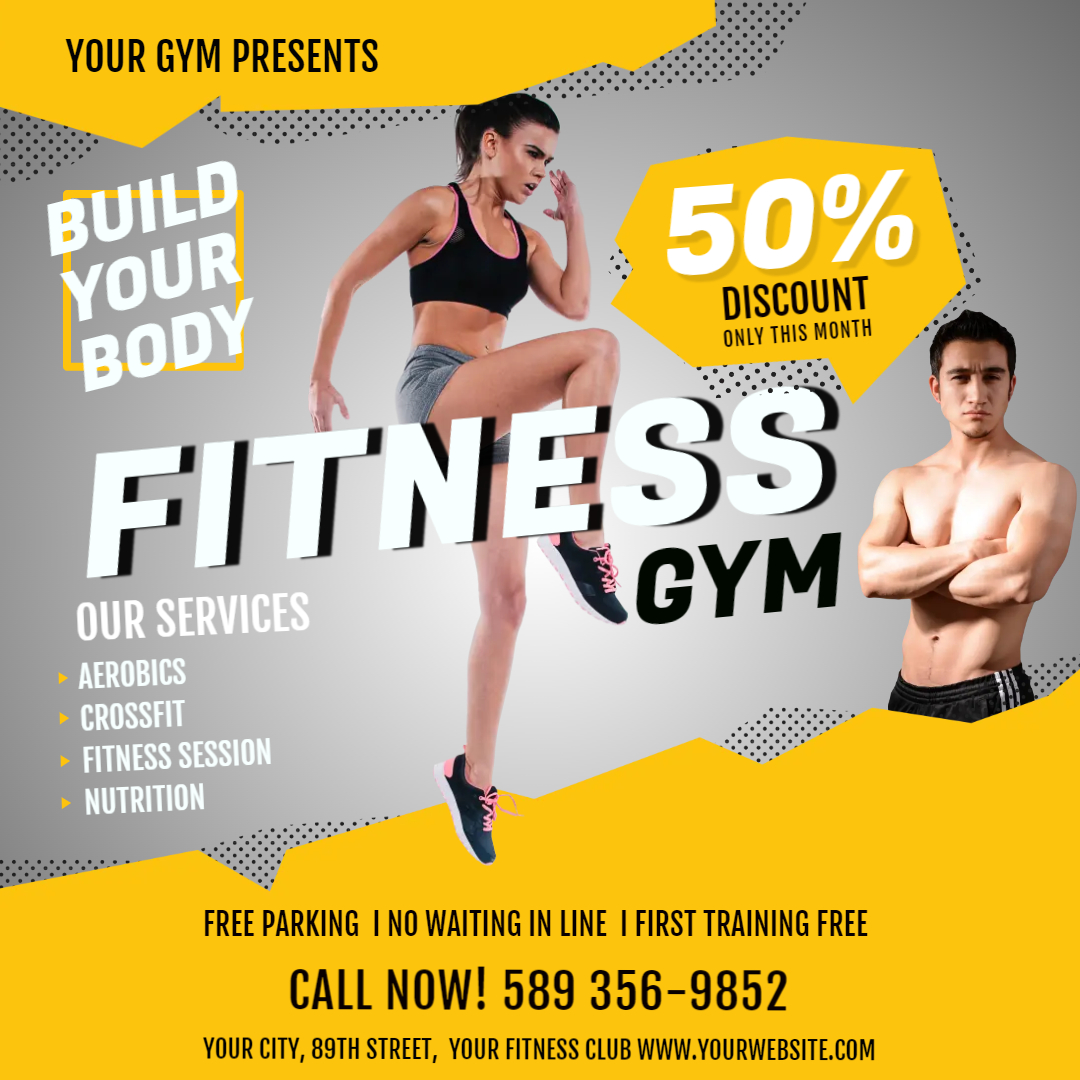 YOUR GYM PRESENTS
BUILD
YOUR
BODY
50%
DISCOUNT
ONLY THIS MONTH
FITNESS
GYM
OUR SERVICES
AEROBICS
CROSSFIT
FITNESS SESSION
NUTRITION
FREE PARKING I NO WAITING IN LINE I FIRST TRAINING FREE
CALL NOW! 589 356-9852
YOUR CITY, 89TH STREET, YOUR FITNESS CLUB WWW.YOURWEBSITE.COM